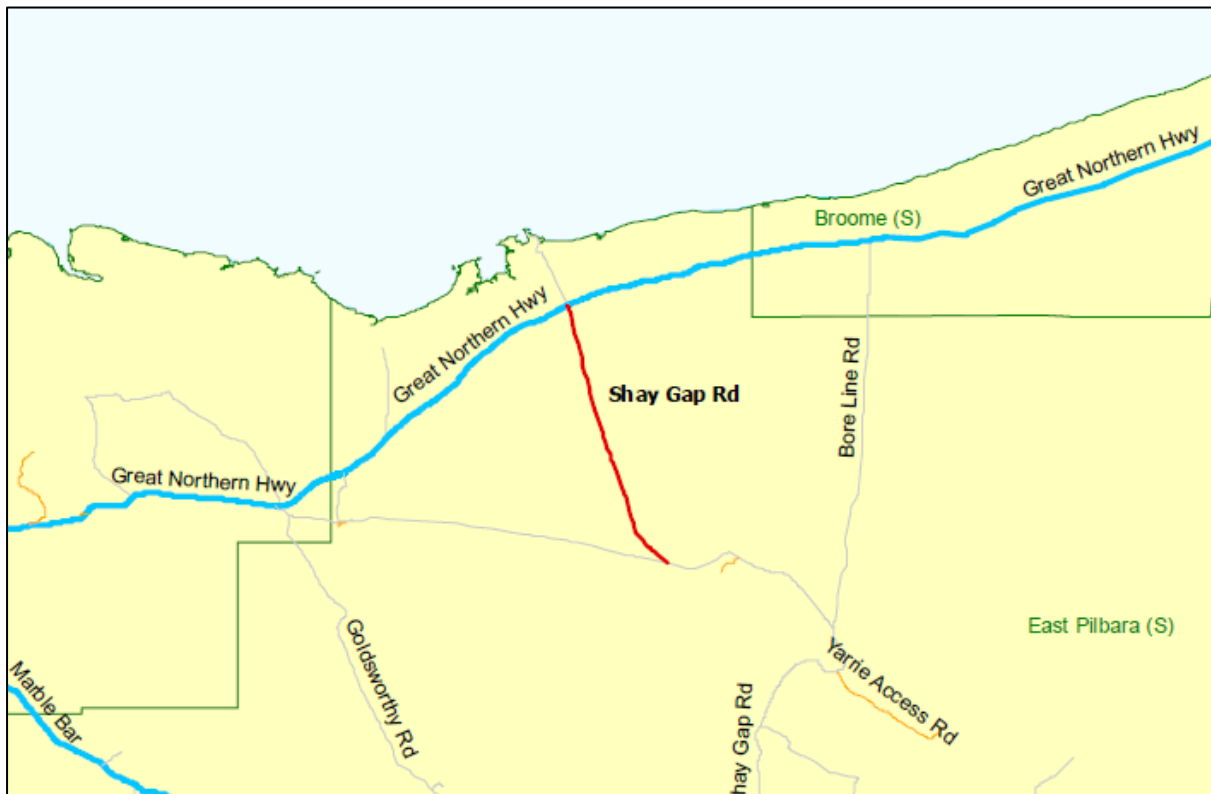 Great Northern Hwy
Broome (S)
Great Northern Hwy
Shay Gap Rd
Bore Line Rd
Great Northern Hwy
East Pilbara (S)
Goldsworthy Rd
Yarrie Access Rd
Marble Bar
hay Gap Rd